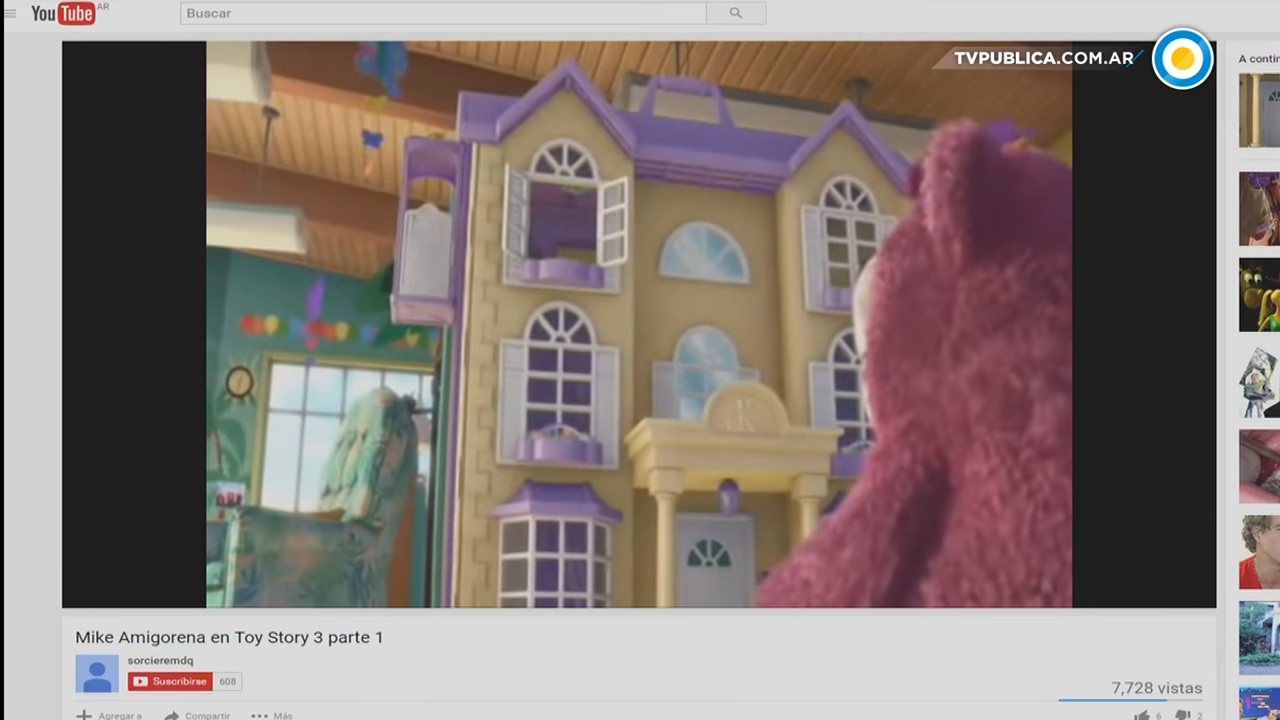 YouTube AR
Buscar
TVPUBLICA.COM.AR
A contin
Mike Amigorena en Toy Story 3 parte 1
sorcieremdq
Suscribirse 608
7,728 vistas
Agregar a Compartir Más
6 2